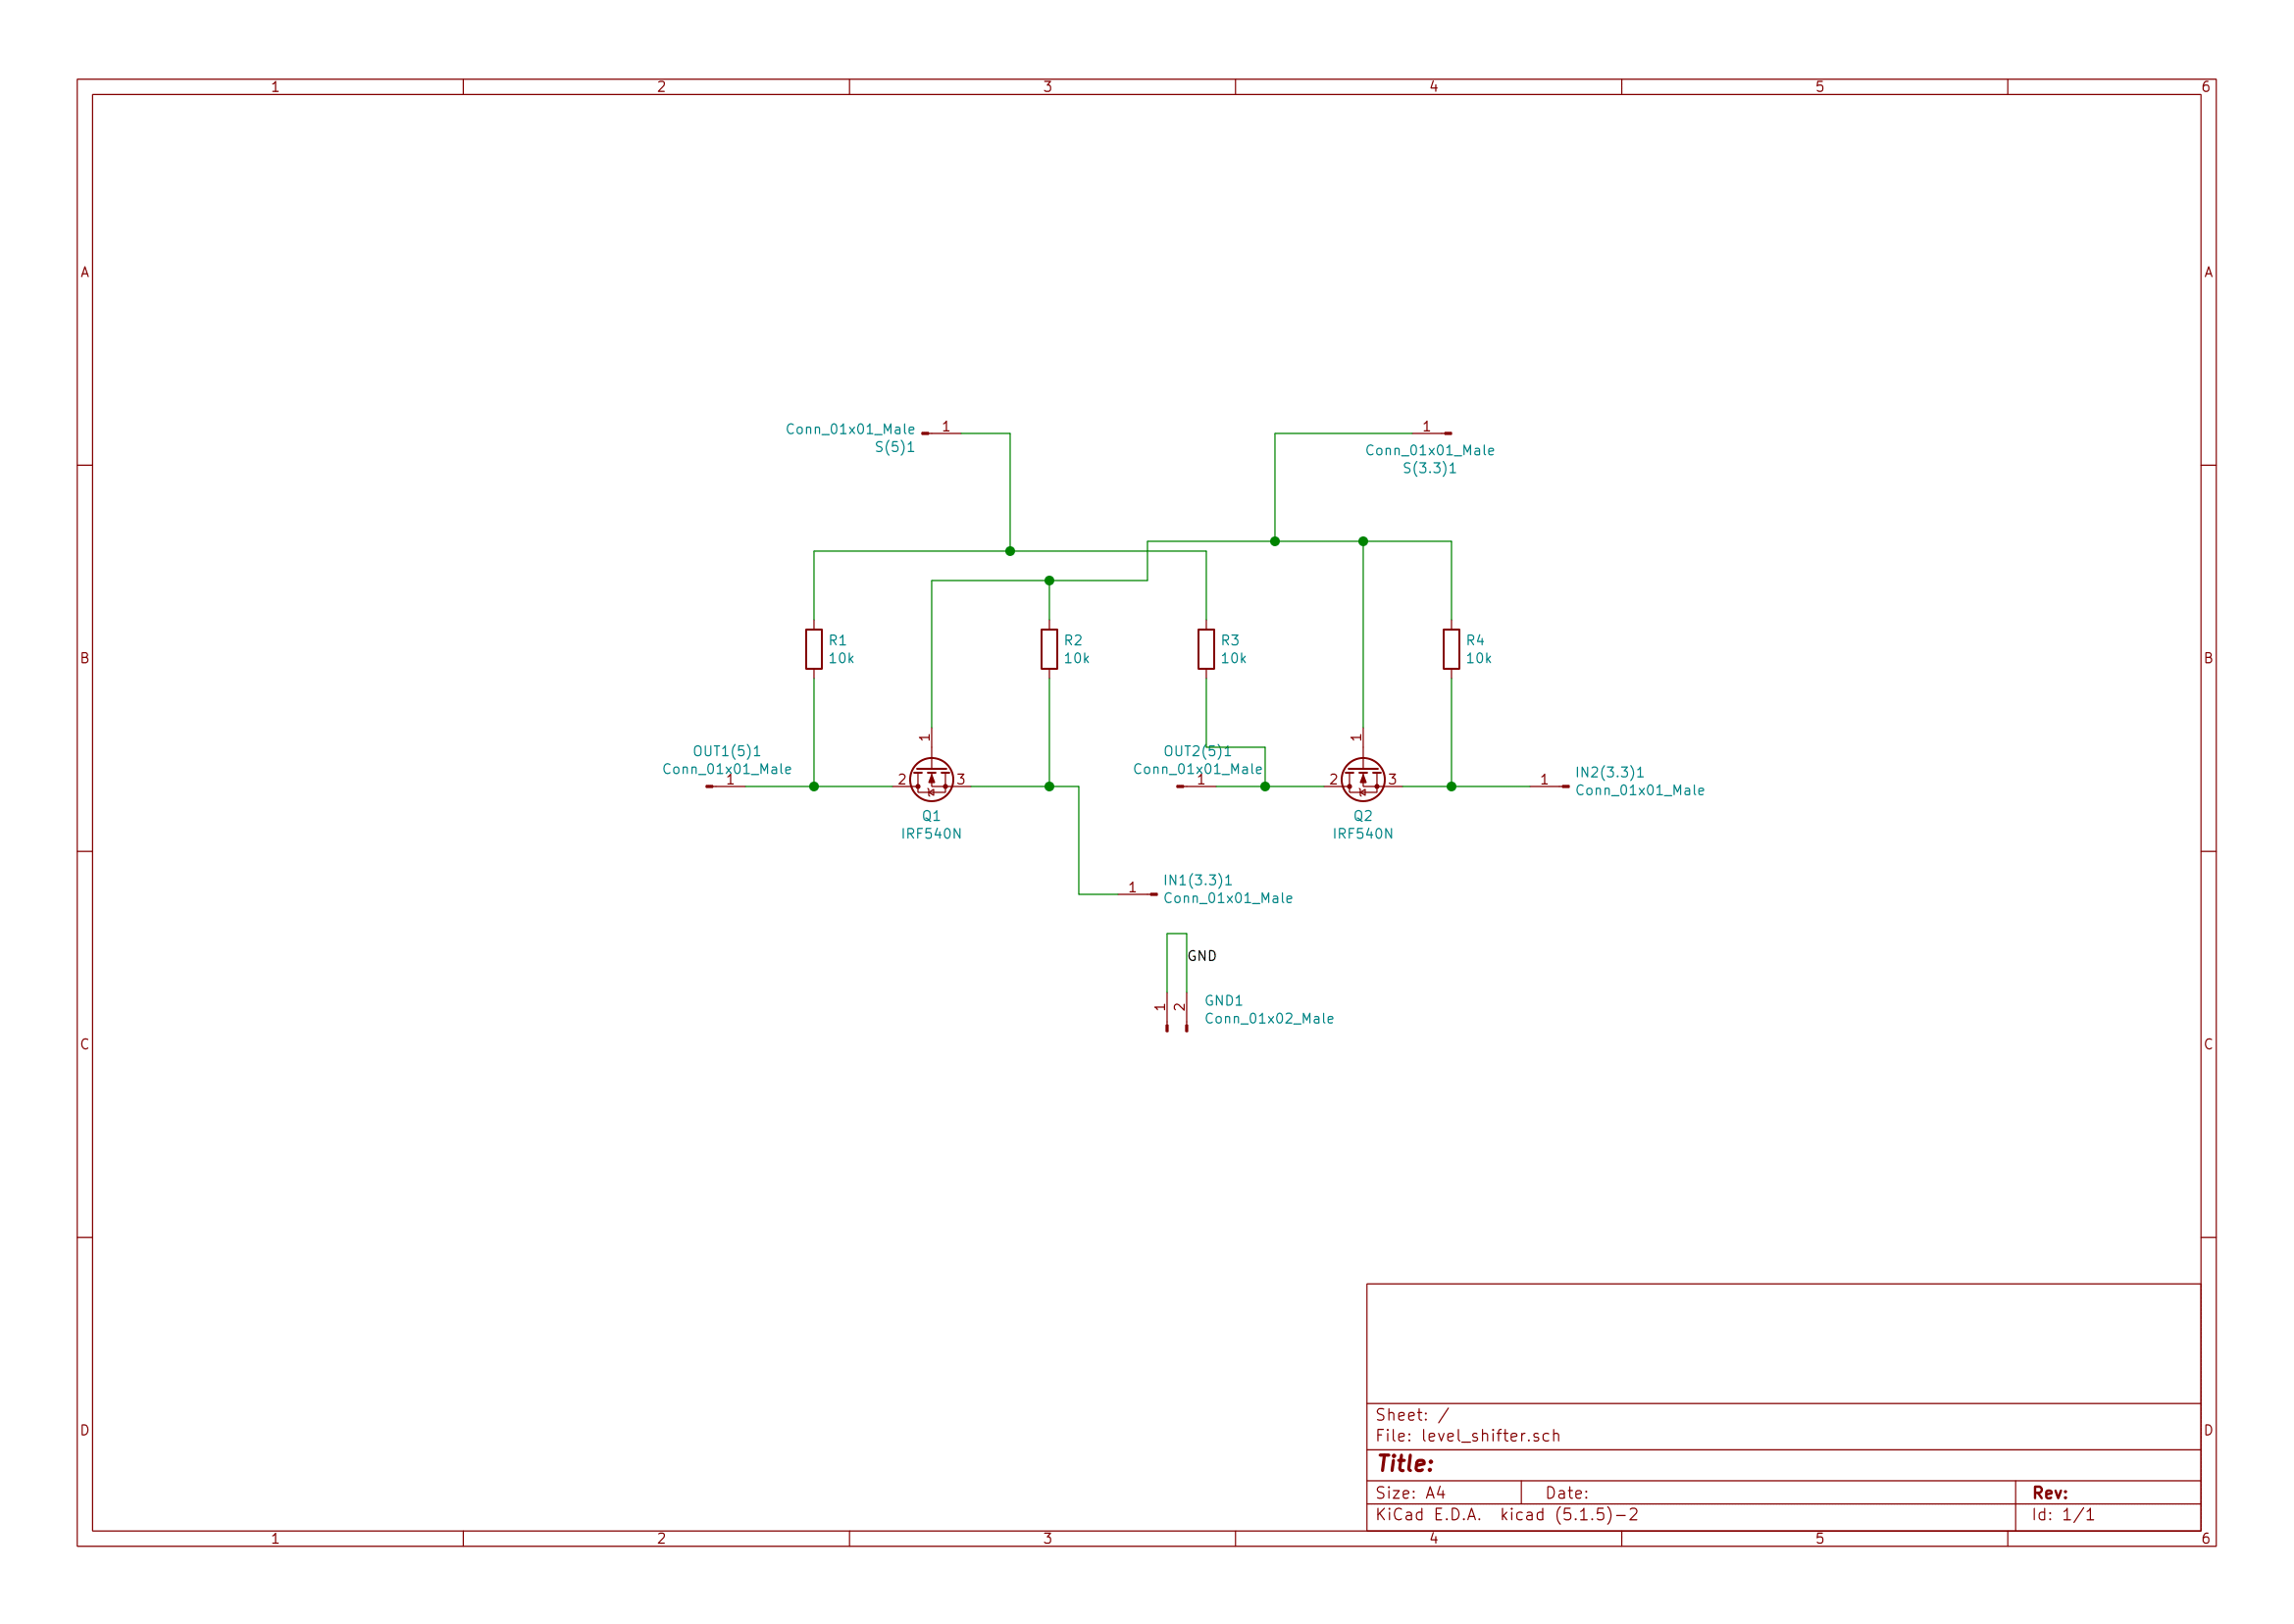 1 2 3 4 5 6
A A
Conn_01x01_Male 1
S(5)1
1
Conn_01x01_Male
S(3.3)1
B B
R1
10k
R2
10k
R3
10k
R4
10k
OUT1(5)1
Conn_01x01_Male
1
1
2 3
Q1
IRF540N
OUT2(5)1
Conn_01x01_Male
1
1
2 3
Q2
IRF540N
1 IN2(3.3)1
Conn_01x01_Male
1 IN1(3.3)1
Conn_01x01_Male
GND
1 2
GND1
Conn_01x02_Male
C C
D D
Sheet: /
File: level_shifter.sch
Title:
Size: A4 Date: Rev:
KiCad E.D.A. kicad (5.1.5)-2 Id: 1/1
1 2 3 4 5 6